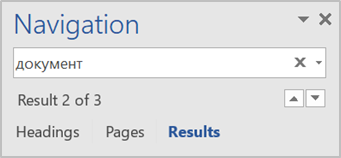 Navigation
документ
Result 2 of 3
Headings Pages Results